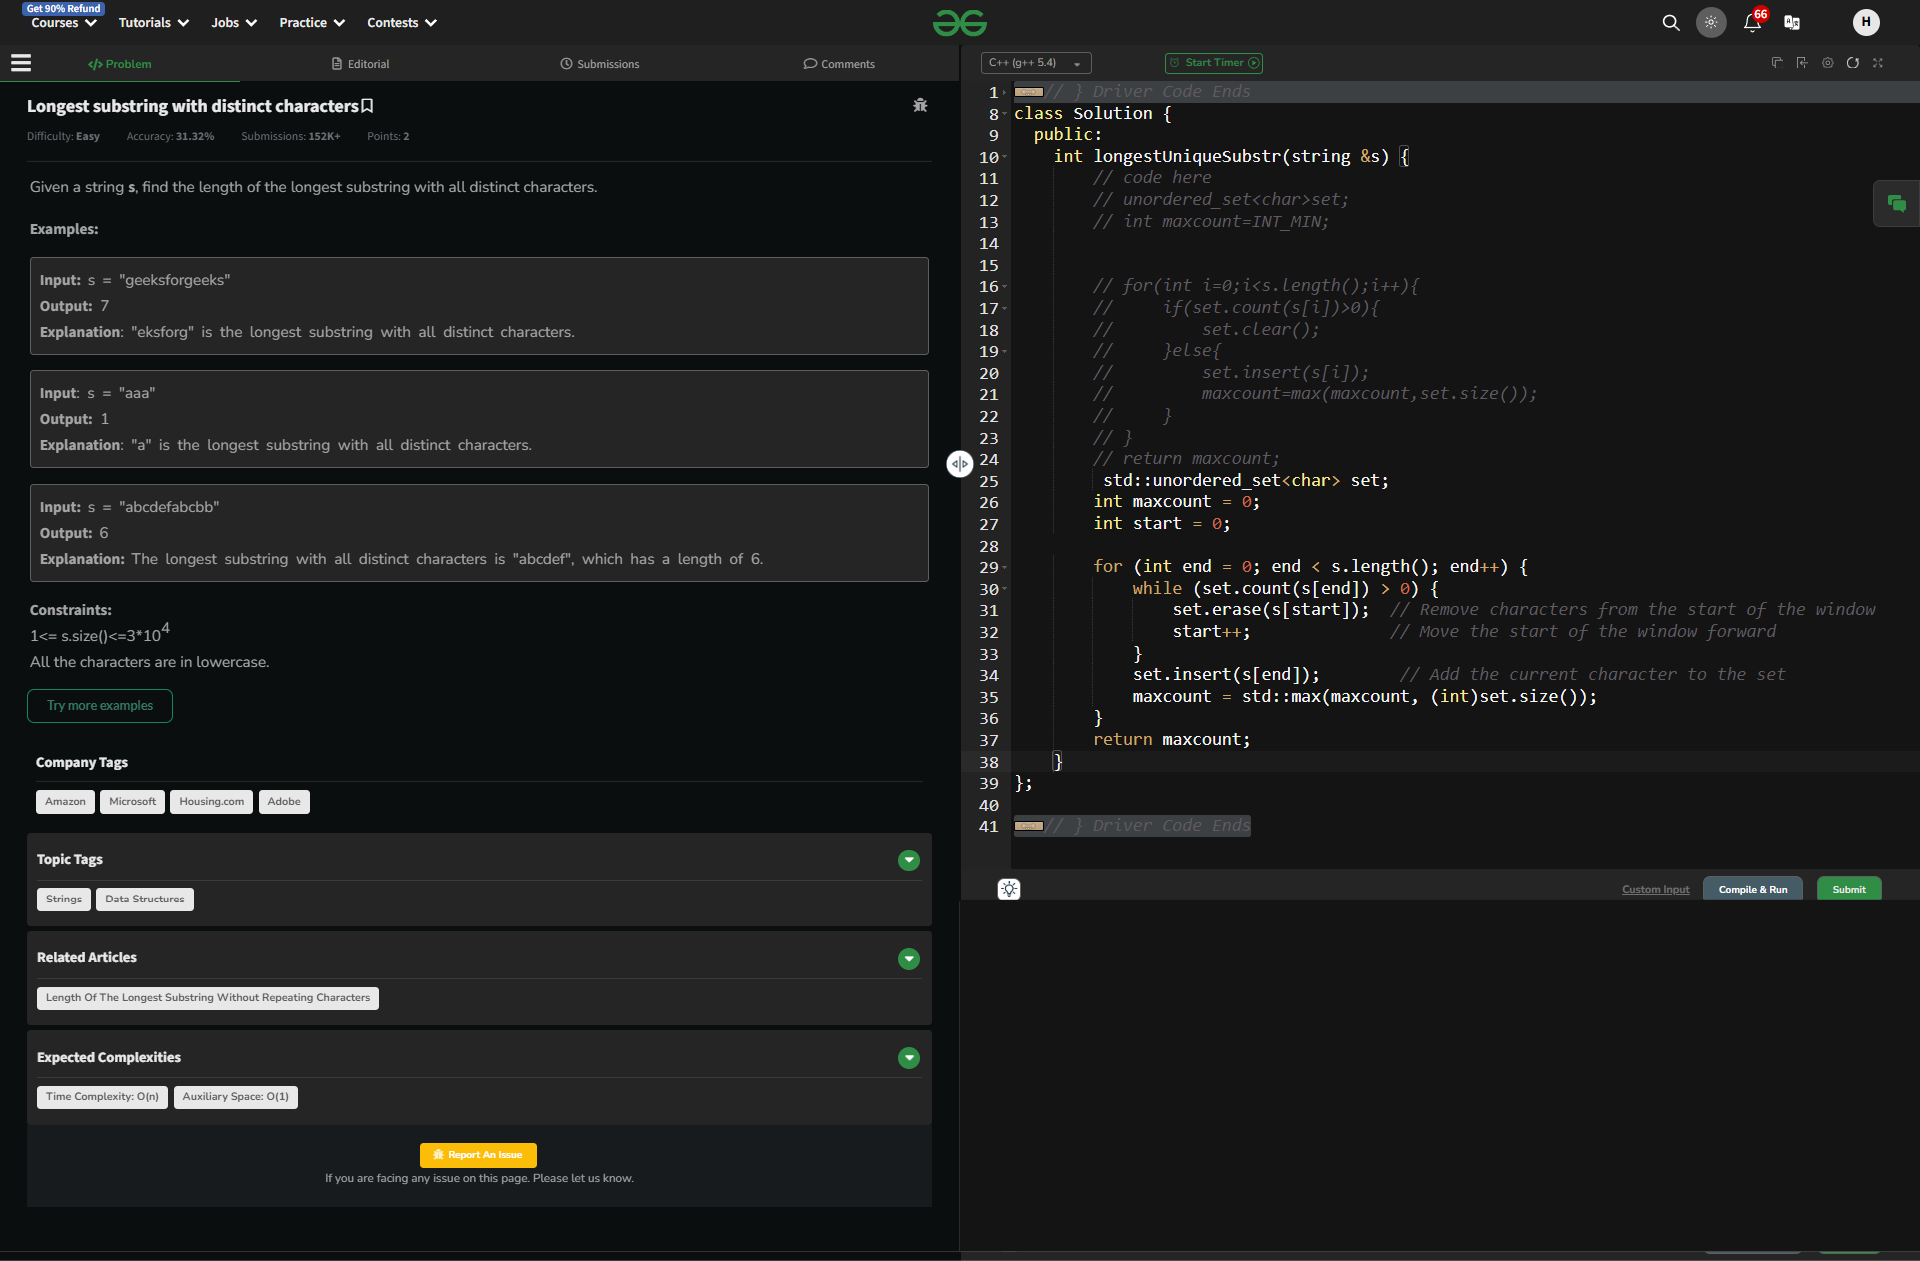 Get 90% Refund
Courses
Tutorials
Jobs
Practice
Contests
66
H
Problem
Editorial
Submissions
Comments
C++ (g++ 5.4)
Start Timer
Longest substring with distinct characters
Difficulty: Easy Accuracy: 31.32% Submissions: 152K+ Points: 2
Given a string s, find the length of the longest substring with all distinct characters.
Examples:
Input: s = "geeksforgeeks"
Output: 7
Explanation: "eksforg" is the longest substring with all distinct characters.
Input: s = "aaa"
Output: 1
Explanation: "a" is the longest substring with all distinct characters.
Input: s = "abcdefabcbb"
Output: 6
Explanation: The longest substring with all distinct characters is "abcdef", which has a length of 6.
Constraints:
1<= s.size()<=3*10^4
All the characters are in lowercase.
Try more examples
Company Tags
Amazon Microsoft Housing.com Adobe
Topic Tags
Strings Data Structures
Related Articles
Length Of The Longest Substring Without Repeating Characters
Expected Complexities
Time Complexity: O(n) Auxiliary Space: O(1)
Report An Issue
If you are facing any issue on this page. Please let us know.
1 // } Driver Code Ends
8 class Solution {
9 public:
10 int longestUniqueSubstr(string &s) {
11 // code here
12 // unordered_set<char>set;
13 // int maxcount=INT_MIN;
14
15
16 // for(int i=0;i<s.length();i++){
17 // if(set.count(s[i])>0){
18 // set.clear();
19 // }else{
20 // set.insert(s[i]);
21 // maxcount=max(maxcount,set.size());
22 // }
23 // }
24 // return maxcount;
25 std::unordered_set<char> set;
26 int maxcount = 0;
27 int start = 0;
28
29 for (int end = 0; end < s.length(); end++) {
30 while (set.count(s[end]) > 0) {
31 set.erase(s[start]); // Remove characters from the start of the window
32 start++; // Move the start of the window forward
33 }
34 set.insert(s[end]); // Add the current character to the set
35 maxcount = std::max(maxcount, (int)set.size());
36 }
37 return maxcount;
38 }
39 };
40
41 // } Driver Code Ends
Custom Input
Compile & Run
Submit